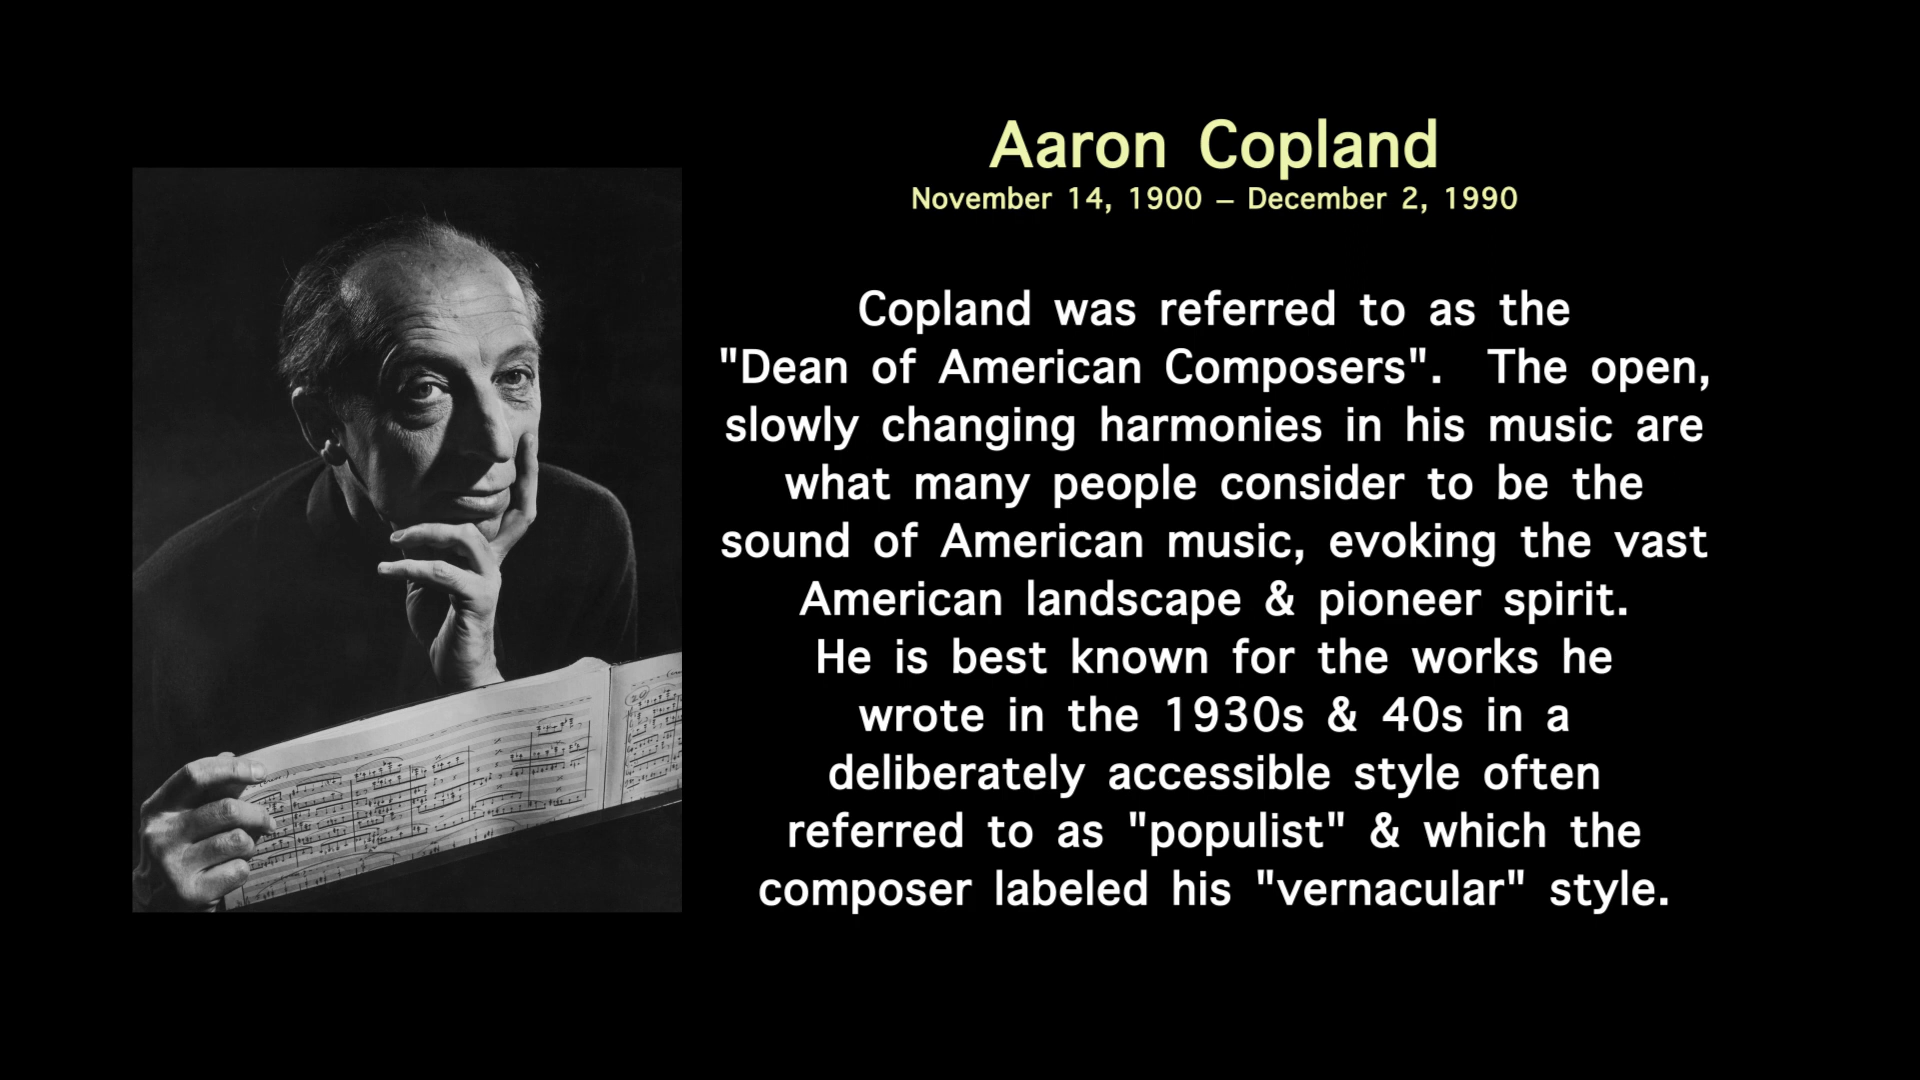 Aaron Copland
November 14, 1900 – December 2, 1990
Copland was referred to as the
"Dean of American Composers".  The open,
slowly changing harmonies in his music are
what many people consider to be the
sound of American music, evoking the vast
American landscape & pioneer spirit.
He is best known for the works he
wrote in the 1930s & 40s in a
deliberately accessible style often
referred to as "populist" & which the
composer labeled his "vernacular" style.